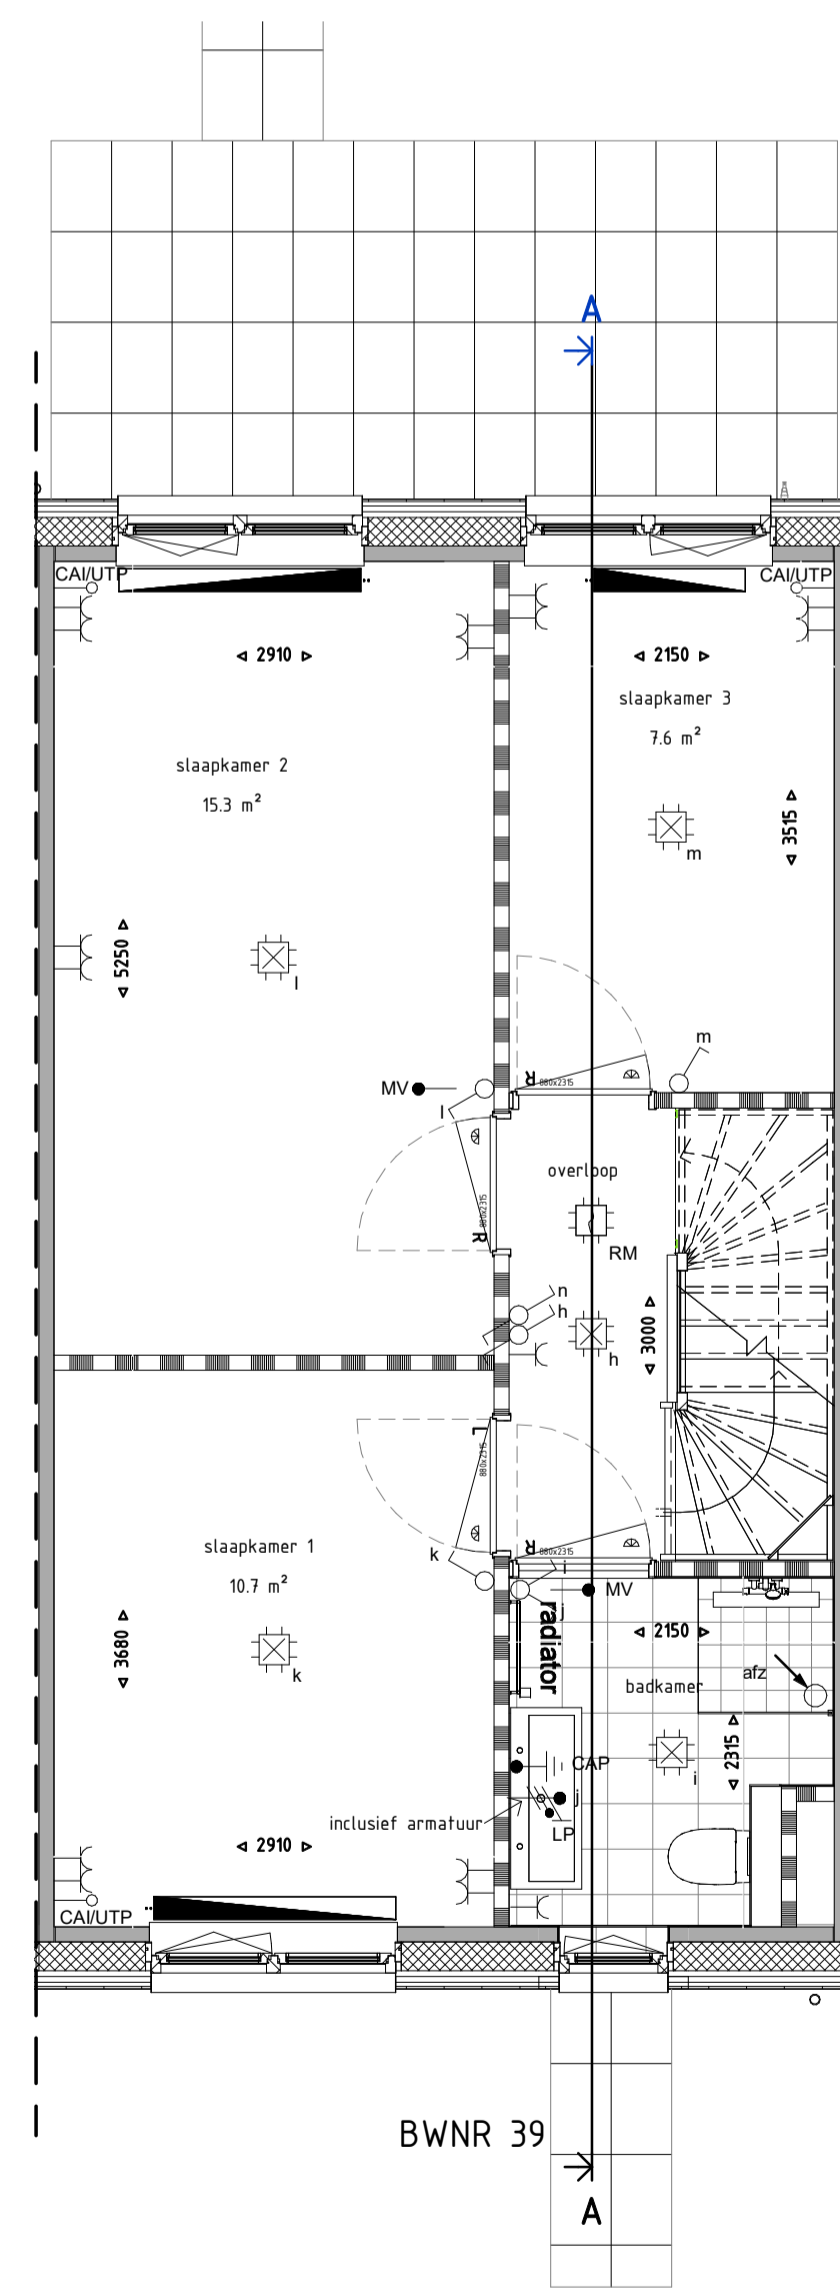 A
CAI/UTP
CAI/UTP
2910
2150
slaapkamer 3
7.6 m²
slaapkamer 2
15.3 m²
3515
m
5250
l
m
R 880x2315
MV
l
overloop
880x2315
R
RM
n
h
3000
h
L
880x2315
slaapkamer 1
10.7 m²
k
R 880x2315
i
MV
j
radiator
2150
3680
k
badkamer
afz
2315
i
CAP
j
inclusief armatuur
LP
2910
CAI/UTP
BWNR 39
A